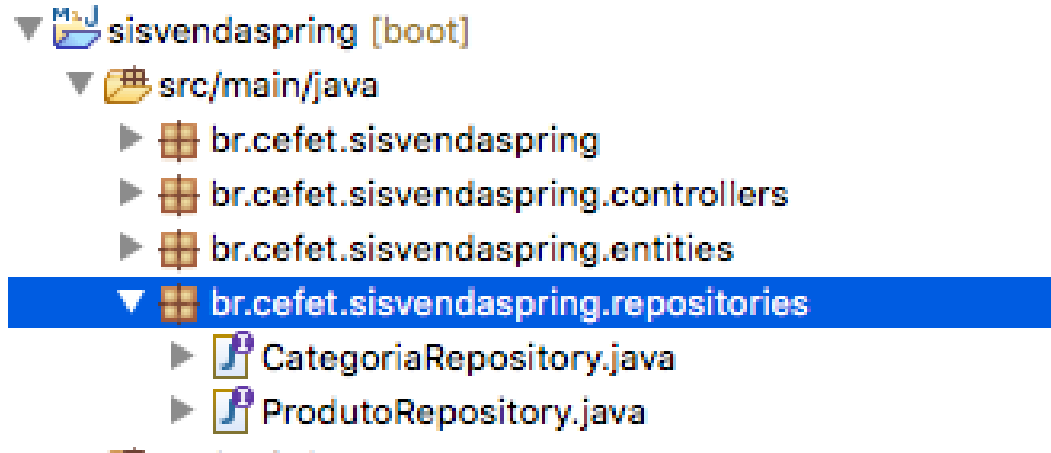 sisvendaspring [boot]
src/main/java
br.cefet.sisvendaspring
br.cefet.sisvendaspring.controllers
br.cefet.sisvendaspring.entities
br.cefet.sisvendaspring.repositories
CategoriaRepository.java
ProdutoRepository.java